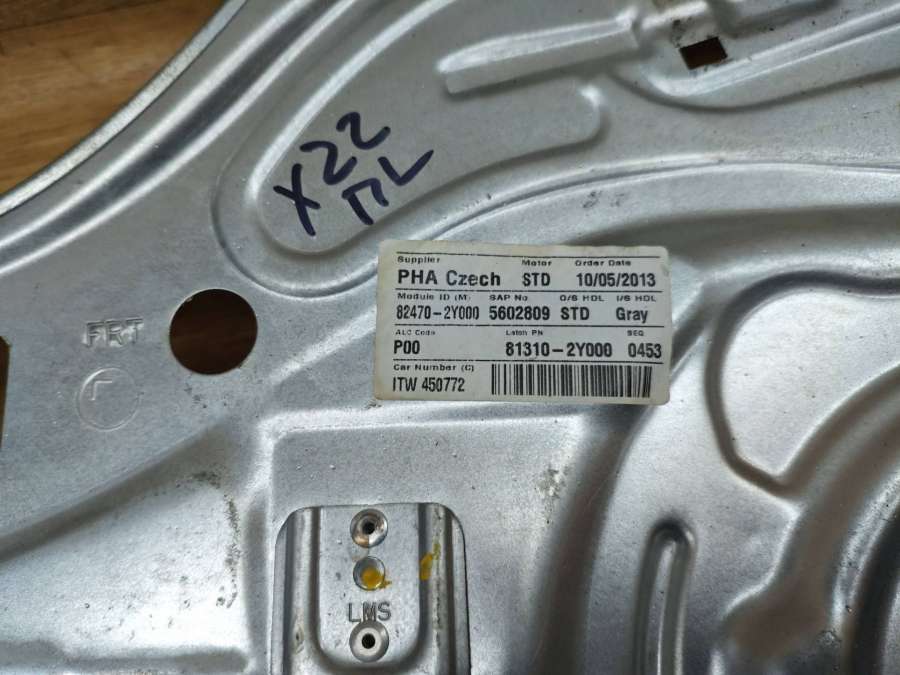 X22
ПL
Supplier Motor Order Date
PHA Czech STD 10/05/2013
Module ID (M) SAP No O/S HDL I/S HDL
82470-2Y000 5602809 STD Gray
ALC Code Latch PN SEQ
P00 81310-2Y000 0453
Car Number (C)
ITW 450772
FRT
L
LMS